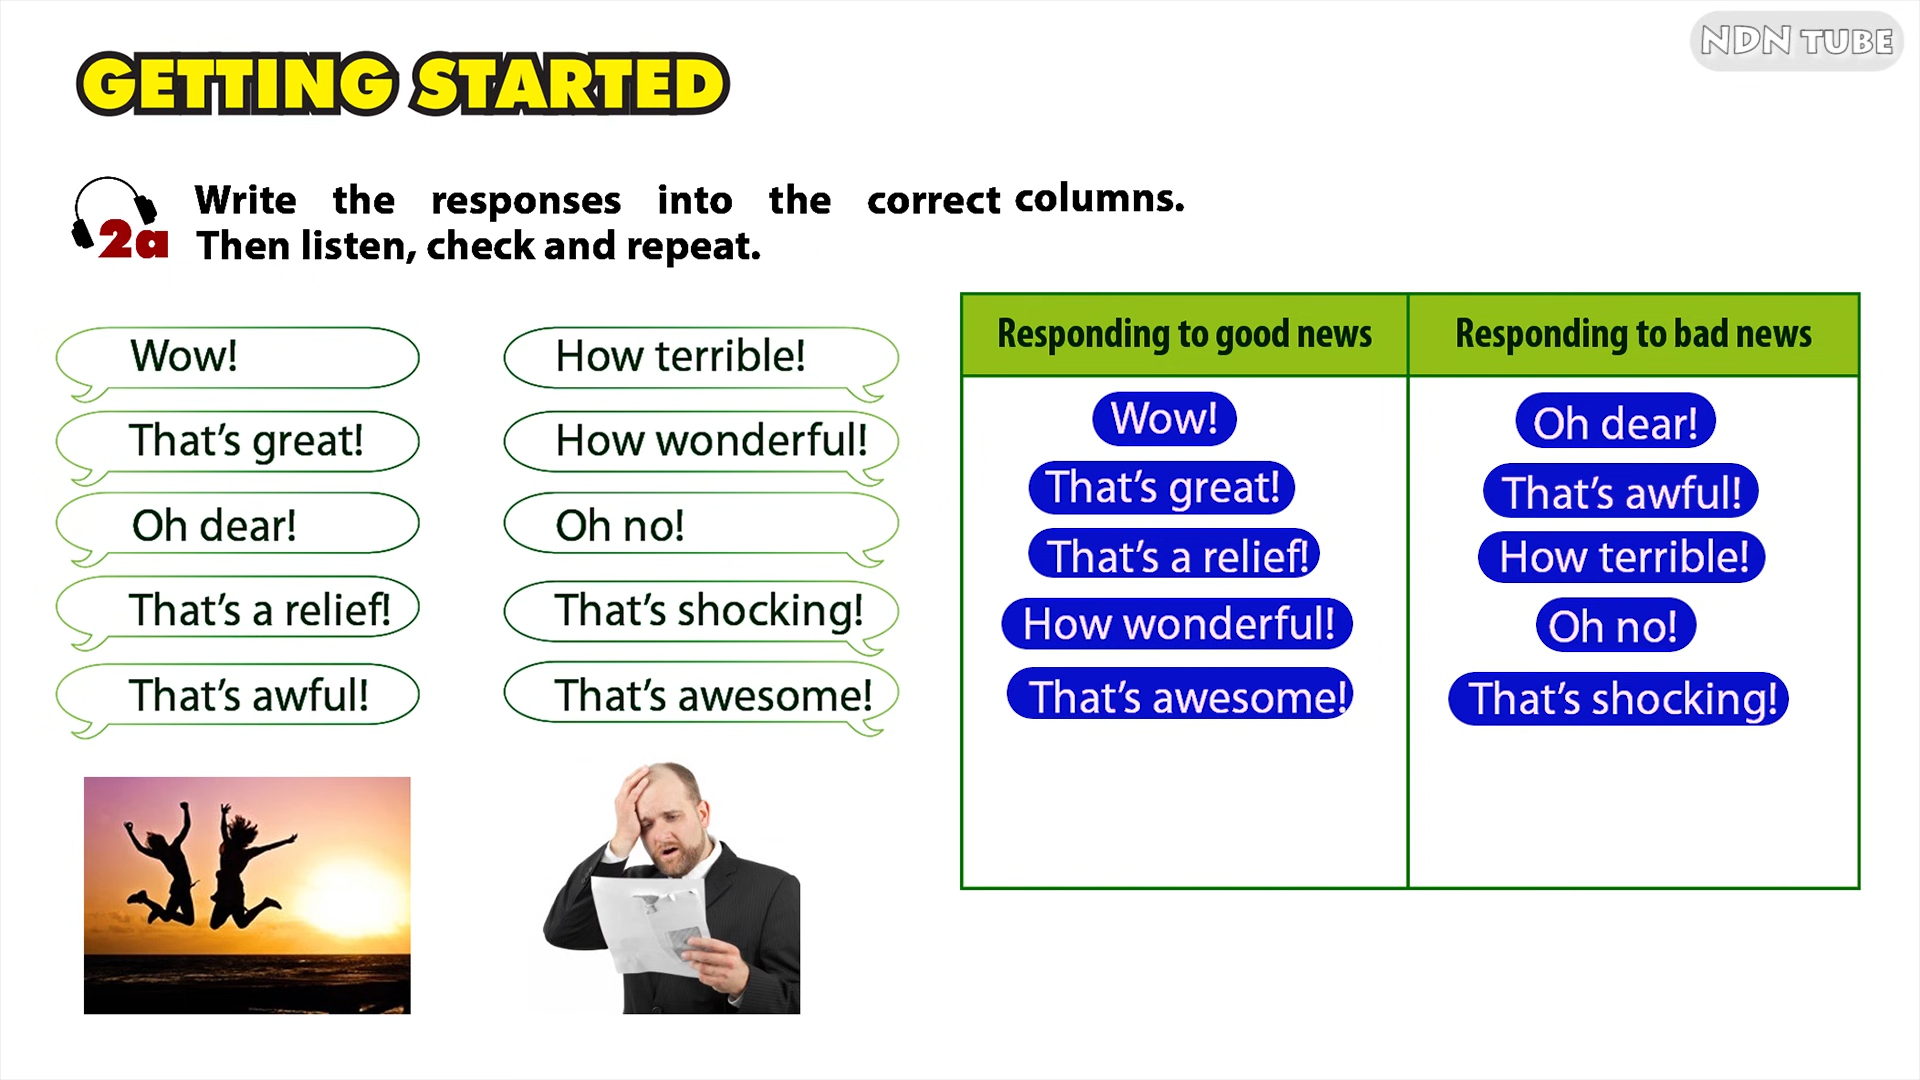 NDN TUBE
GETTING STARTED
2a
Write the responses into the correct columns.
Then listen, check and repeat.
Wow!
That’s great!
Oh dear!
That’s a relief!
That’s awful!
How terrible!
How wonderful!
Oh no!
That’s shocking!
That’s awesome!
Responding to good news
Wow!
That’s great!
That’s a relief!
How wonderful!
That’s awesome!
Responding to bad news
Oh dear!
That’s awful!
How terrible!
Oh no!
That’s shocking!